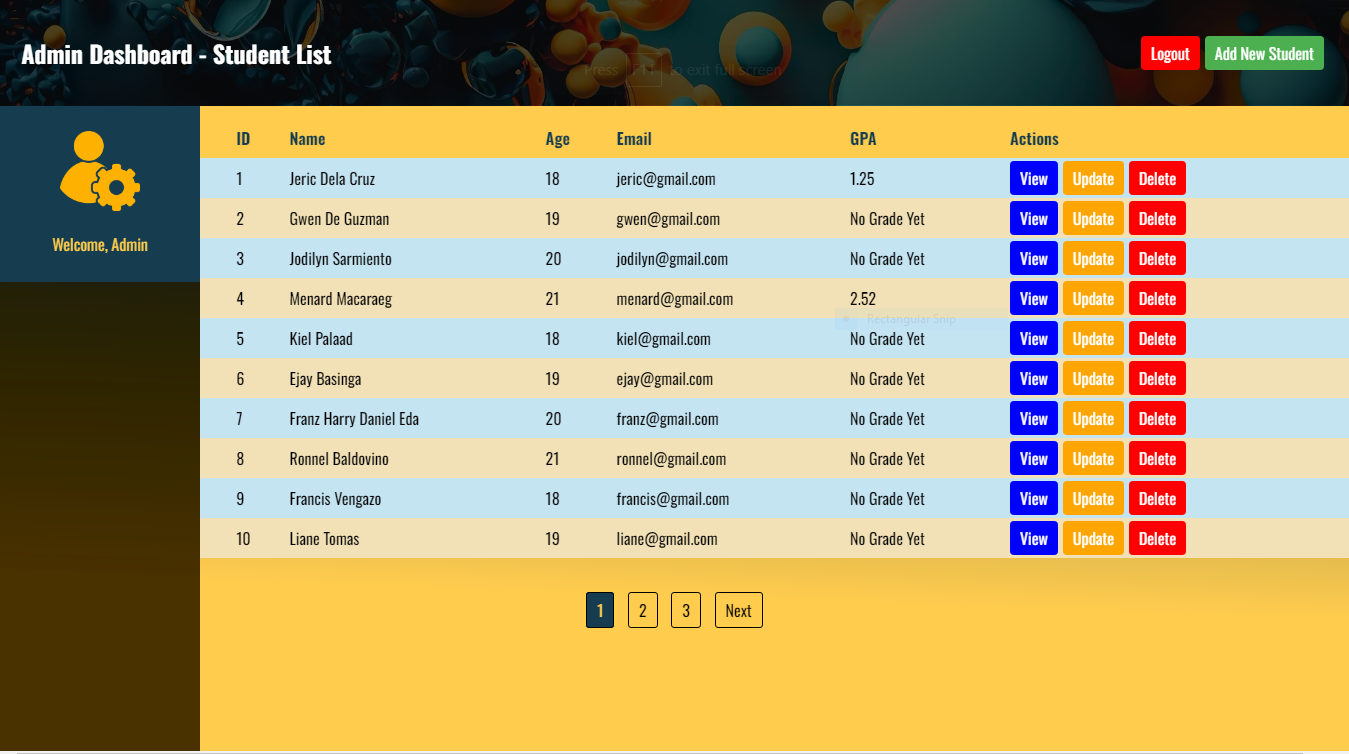 Admin Dashboard - Student List
Logout Add New Student
Press F11 to exit full screen
Welcome, Admin
ID Name Age Email GPA Actions
1 Jeric Dela Cruz 18 jeric@gmail.com 1.25 View Update Delete
2 Gwen De Guzman 19 gwen@gmail.com No Grade Yet View Update Delete
3 Jodilyn Sarmiento 20 jodilyn@gmail.com No Grade Yet View Update Delete
4 Menard Macaraeg 21 menard@gmail.com 2.52 View Update Delete
Rectangular Snip
5 Kiel Palaad 18 kiel@gmail.com No Grade Yet View Update Delete
6 Ejay Basinga 19 ejay@gmail.com No Grade Yet View Update Delete
7 Franz Harry Daniel Eda 20 franz@gmail.com No Grade Yet View Update Delete
8 Ronnel Baldovino 21 ronnel@gmail.com No Grade Yet View Update Delete
9 Francis Vengazo 18 francis@gmail.com No Grade Yet View Update Delete
10 Liane Tomas 19 liane@gmail.com No Grade Yet View Update Delete
1 2 3 Next